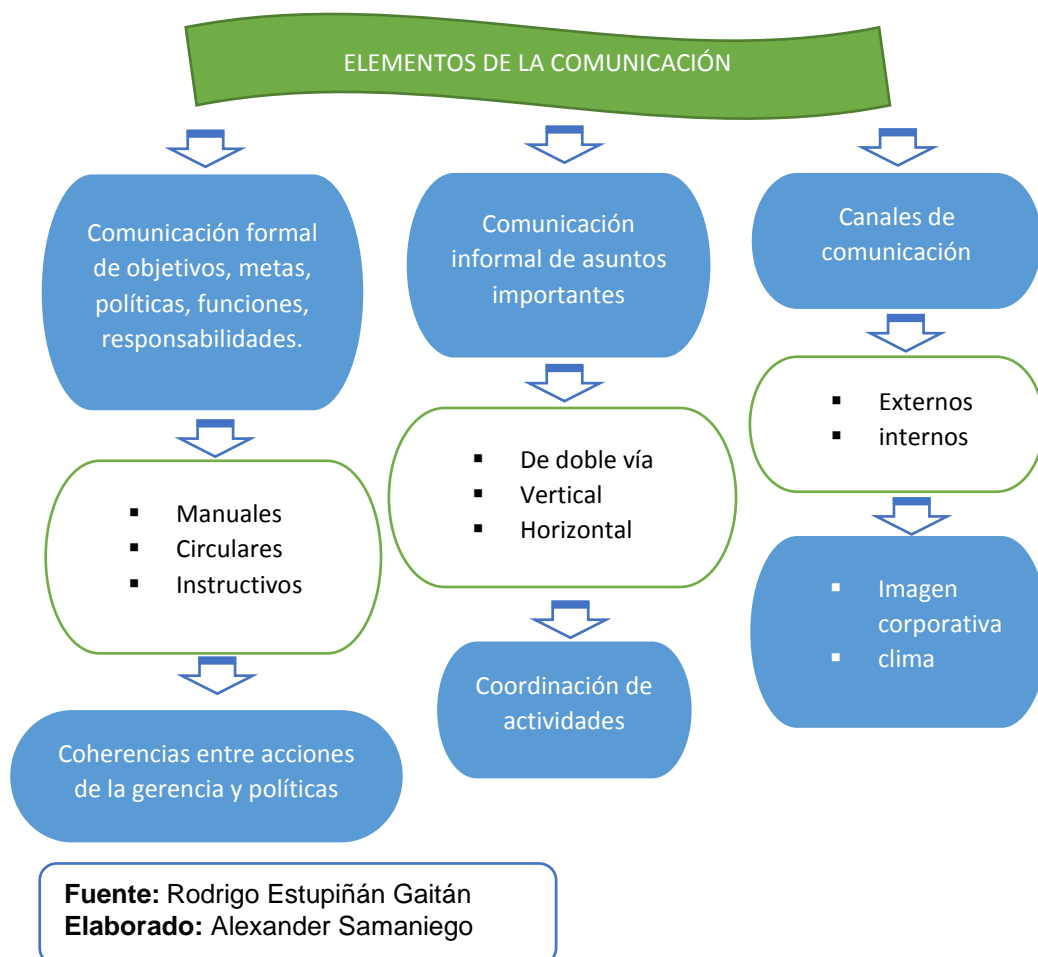 ELEMENTOS DE LA COMUNICACIÓN
Comunicación formal
de objetivos, metas,
políticas, funciones,
responsabilidades.
Manuales
Circulares
Instructivos
Coherencias entre acciones
de la gerencia y políticas
Comunicación
informal de asuntos
importantes
De doble vía
Vertical
Horizontal
Coordinación de
actividades
Canales de
comunicación
Externos
internos
Imagen
corporativa
clima
Fuente: Rodrigo Estupiñán Gaitán
Elaborado: Alexander Samaniego